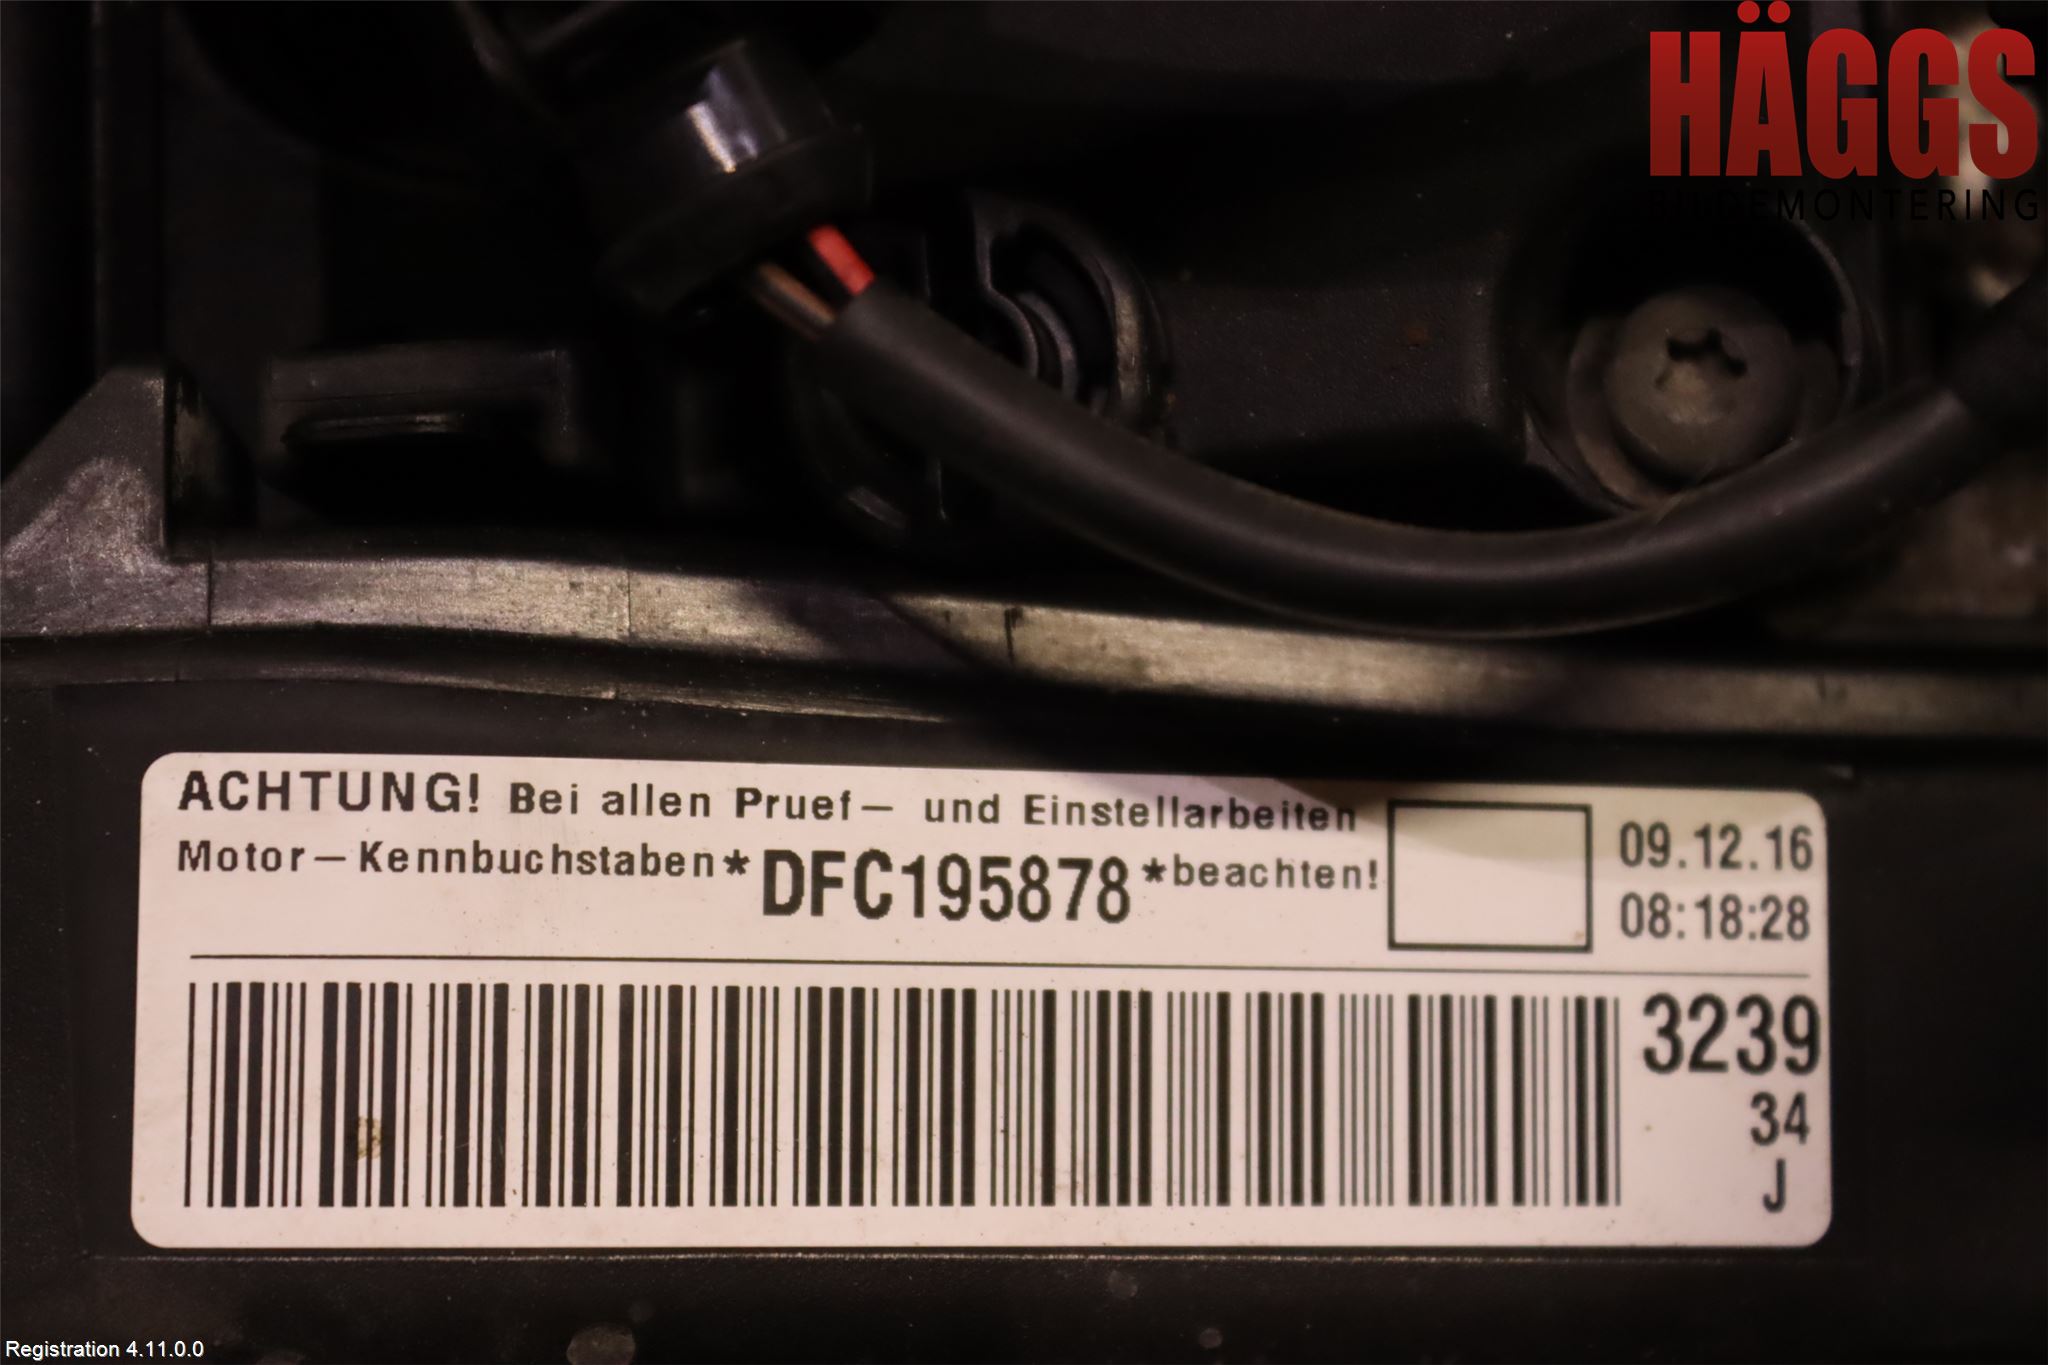 HÄGGS
BILDEMONTERING
ACHTUNG! Bei allen Pruef— und Einstellarbeiten
Motor—Kennbuchstaben*DFC195878*beachten!
09.12.16
08:18:28
3239
34
J
Registration 4.11.0.0